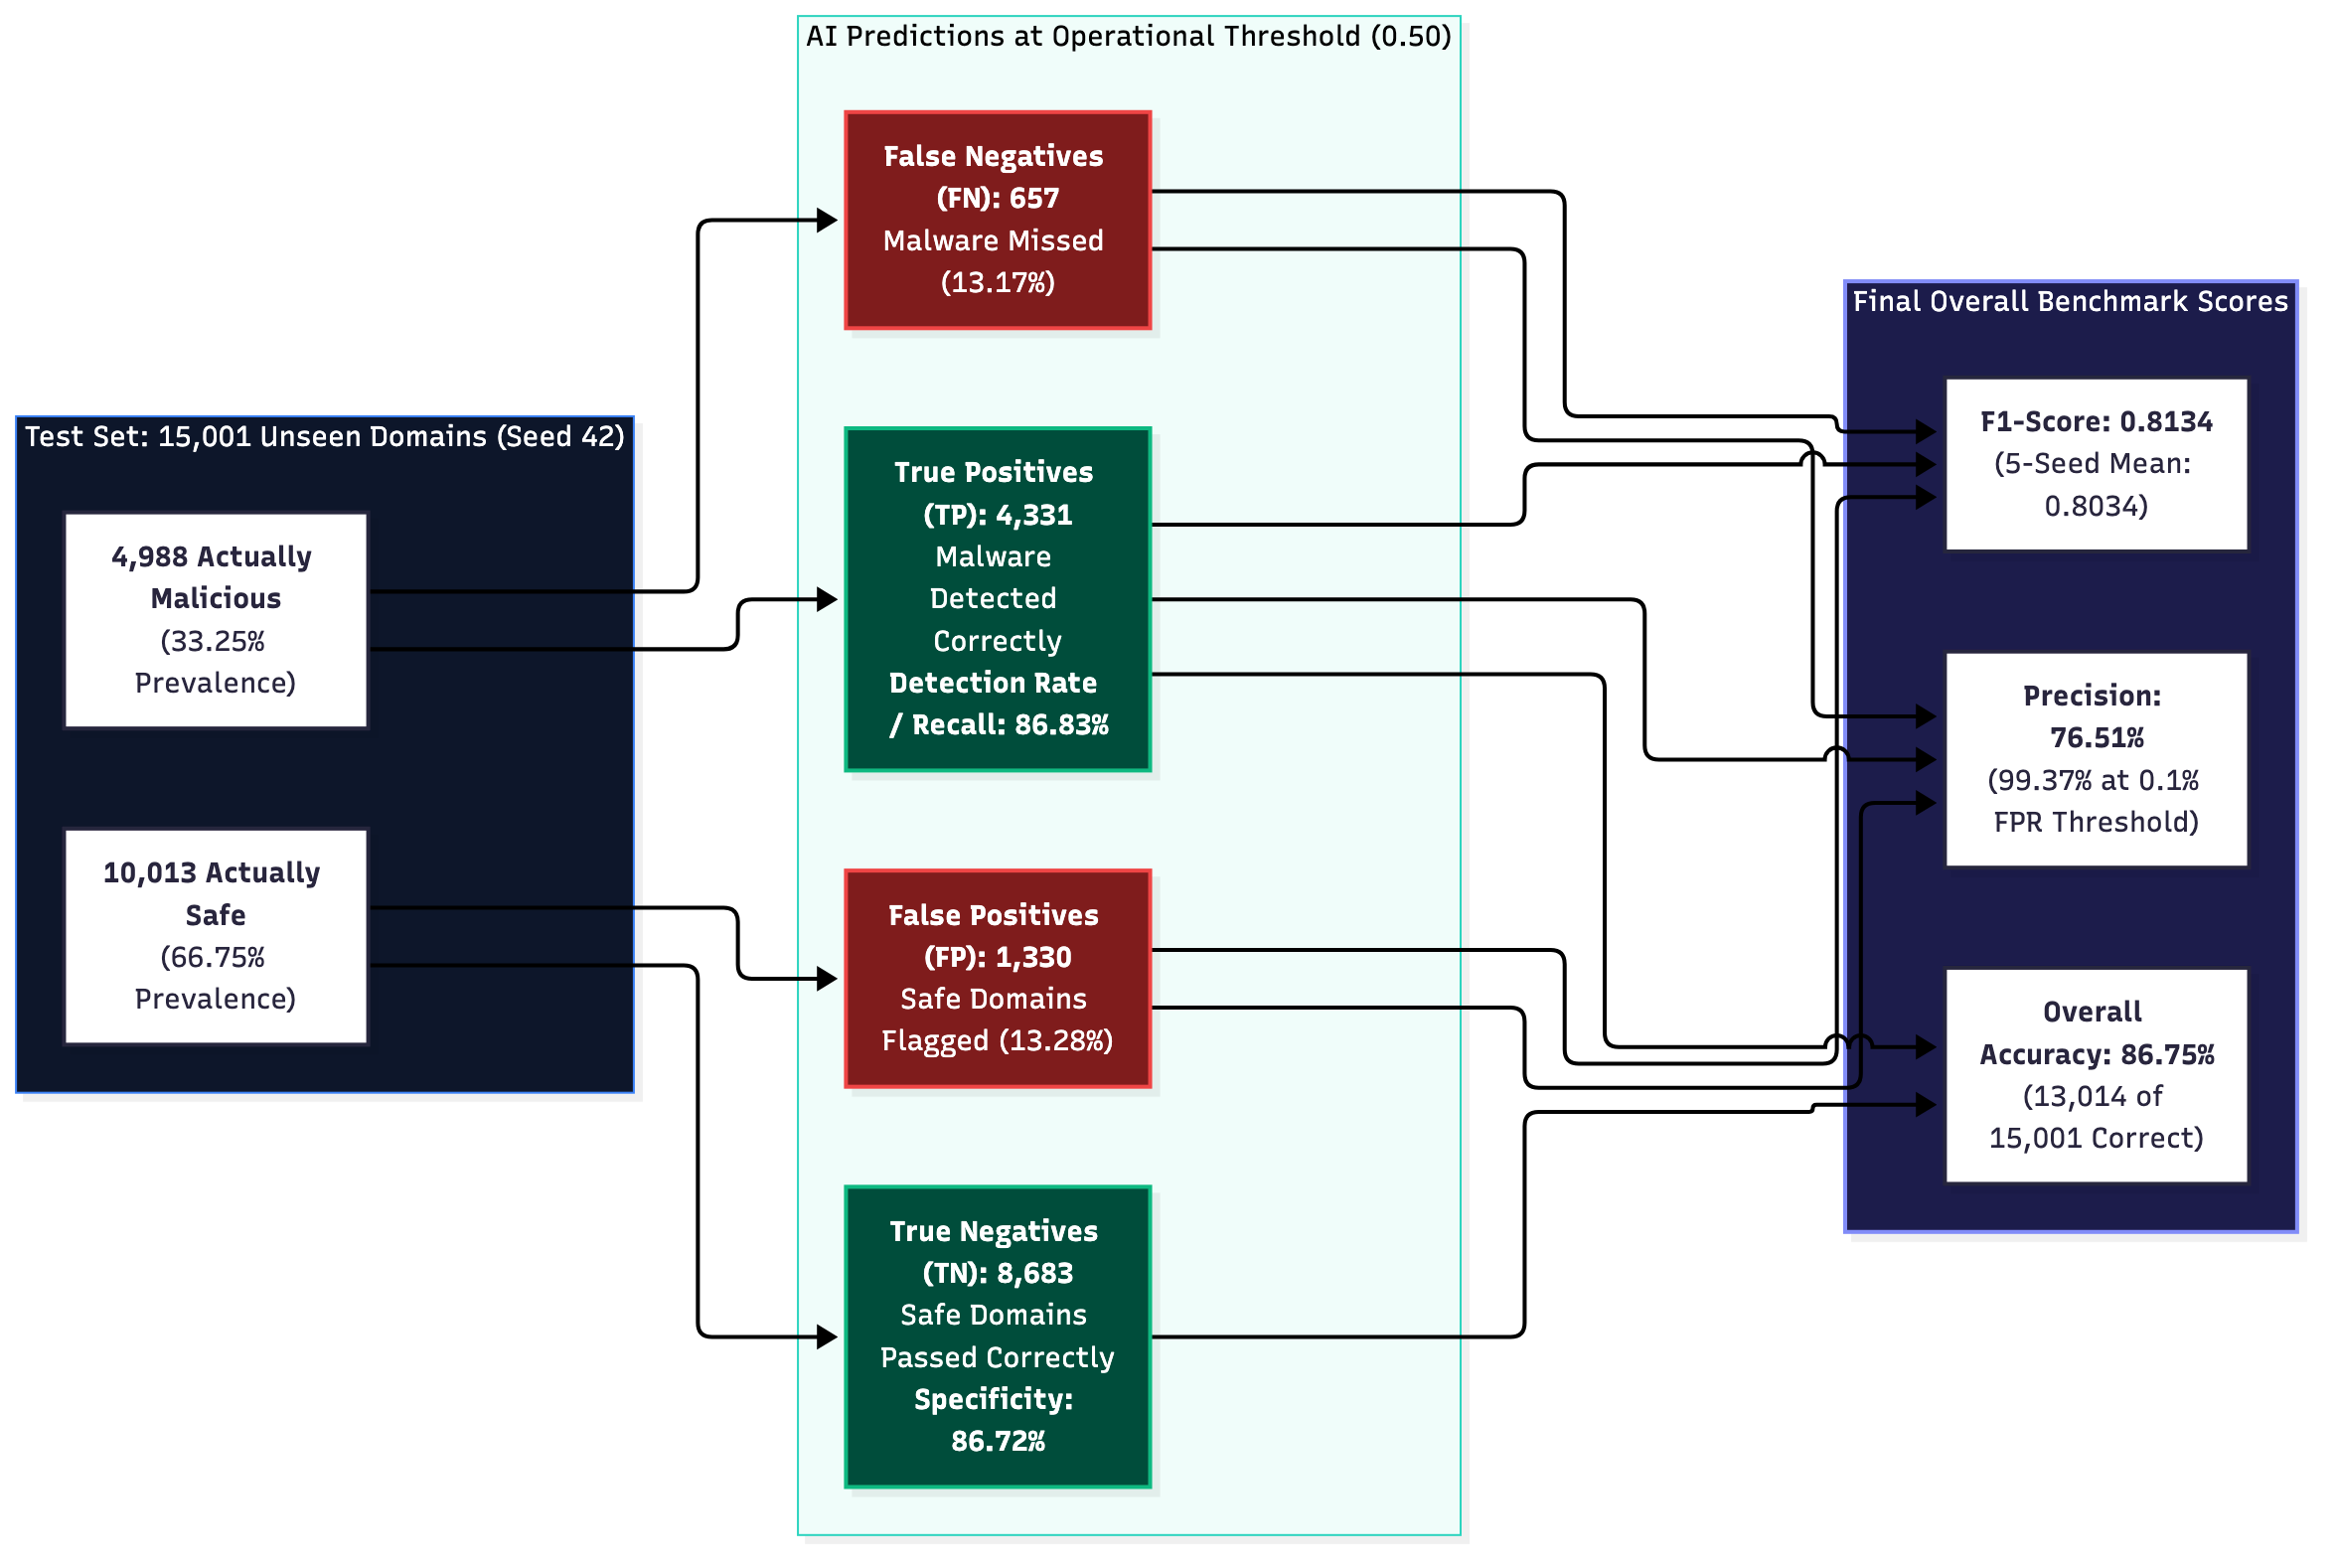 Test Set: 15,001 Unseen Domains (Seed 42)
4,988 Actually
Malicious
(33.25%
Prevalence)
10,013 Actually
Safe
(66.75%
Prevalence)
AI Predictions at Operational Threshold (0.50)
False Negatives
(FN): 657
Malware Missed
(13.17%)
True Positives
(TP): 4,331
Malware
Detected
Correctly
Detection Rate
/ Recall: 86.83%
False Positives
(FP): 1,330
Safe Domains
Flagged (13.28%)
True Negatives
(TN): 8,683
Safe Domains
Passed Correctly
Specificity:
86.72%
Final Overall Benchmark Scores
F1-Score: 0.8134
(5-Seed Mean:
0.8034)
Precision:
76.51%
(99.37% at 0.1%
FPR Threshold)
Overall
Accuracy: 86.75%
(13,014 of
15,001 Correct)